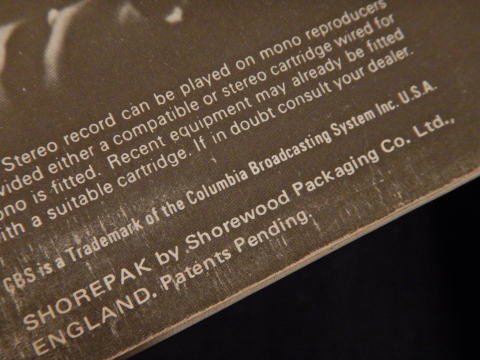 Stereo record can be played on mono reproducers
vided either a compatible or stereo cartridge wired for
ono is fitted. Recent equipment may already be fitted
ith a suitable cartridge. If in doubt consult your dealer.
CBS is a Trademark of the Columbia Broadcasting System Inc. U.S.A.
SHOREPAK by Shorewood Packaging Co. Ltd.,
ENGLAND. Patents Pending.